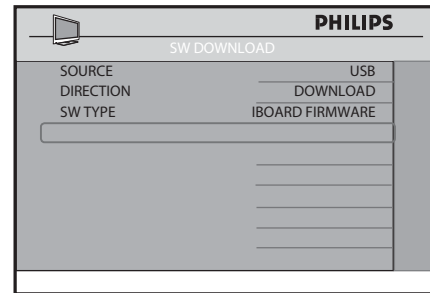 PHILIPS
SW DOWNLOAD
SOURCE USB
DIRECTION DOWNLOAD
SW TYPE IBOARD FIRMWARE